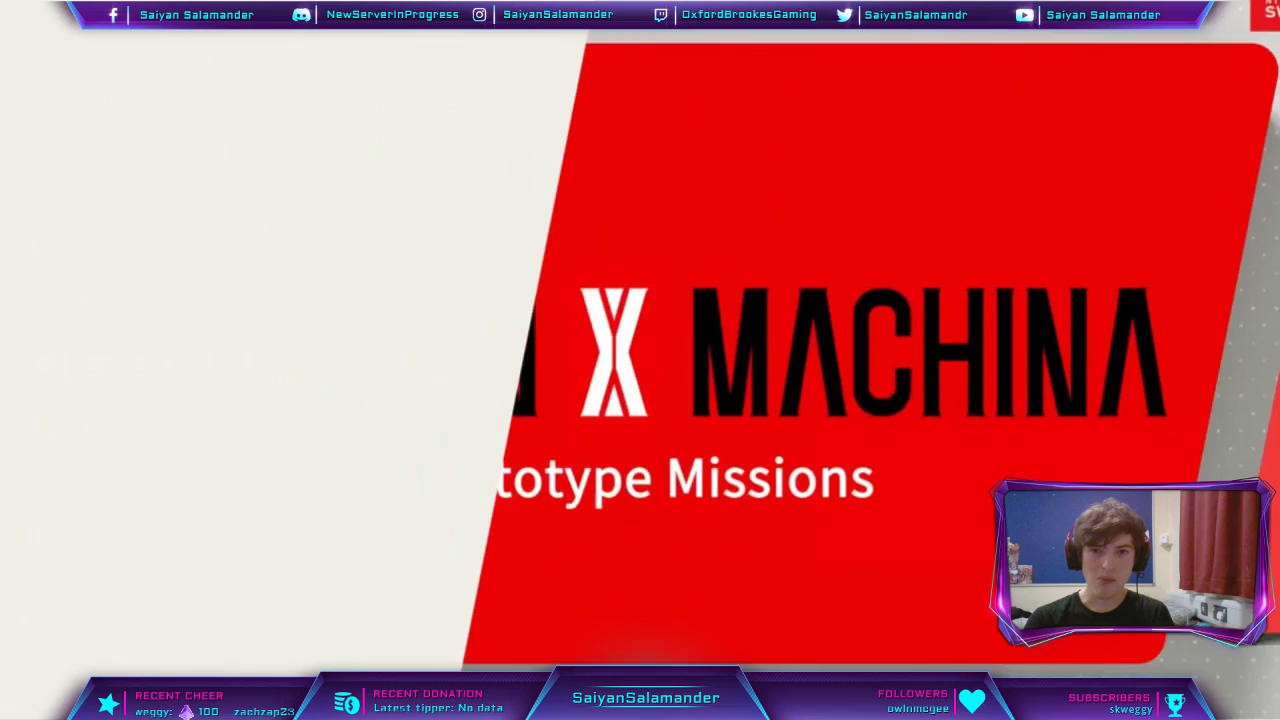 Saiyan Salamander
NewServerInProgress
SaiyanSalamander
OxfordBrookesGaming
SaiyanSalamandr
Saiyan Salamander
X MACHINA
totype Missions
RECENT CHEER
weggy: 100 zachzap23
RECENT DONATION
Latest tipper: No data
SaiyanSalamander
FOLLOWERS
owlnmcgee
SUBSCRIBERS
skweggy